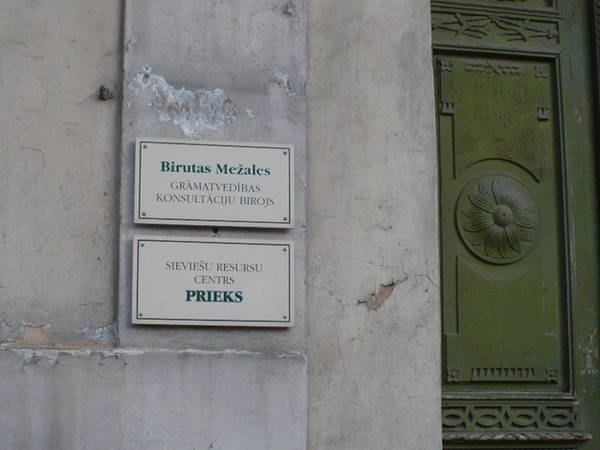 Birutas Mežales
GRĀMATVEDĪBAS
KONSULTĀCIJU BIROJS
SIEVIEŠU RESURSU
CENTRS
PRIEKS